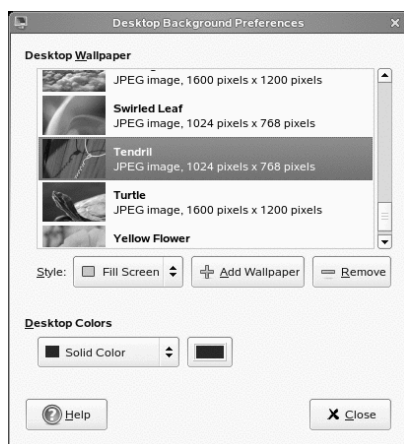 Desktop Background Preferences
Desktop Wallpaper
JPEG image, 1600 pixels x 1200 pixels
Swirled Leaf
JPEG image, 1024 pixels x 768 pixels
Tendril
JPEG image, 1024 pixels x 768 pixels
Turtle
JPEG image, 1600 pixels x 1200 pixels
Yellow Flower
Style: Fill Screen Add Wallpaper Remove
Desktop Colors
Solid Color
Help Close